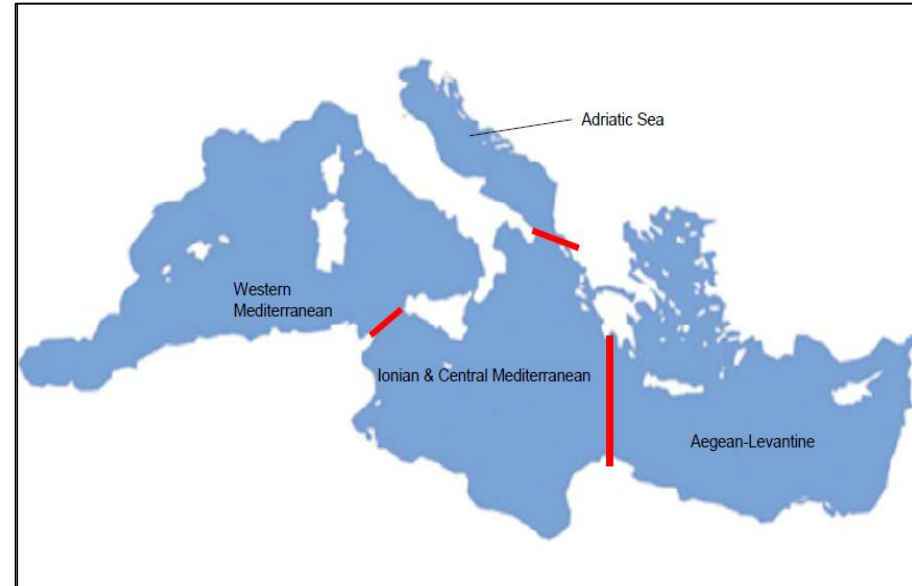 Adriatic Sea
Western
Mediterranean
Ionian & Central Mediterranean
Aegean-Levantine